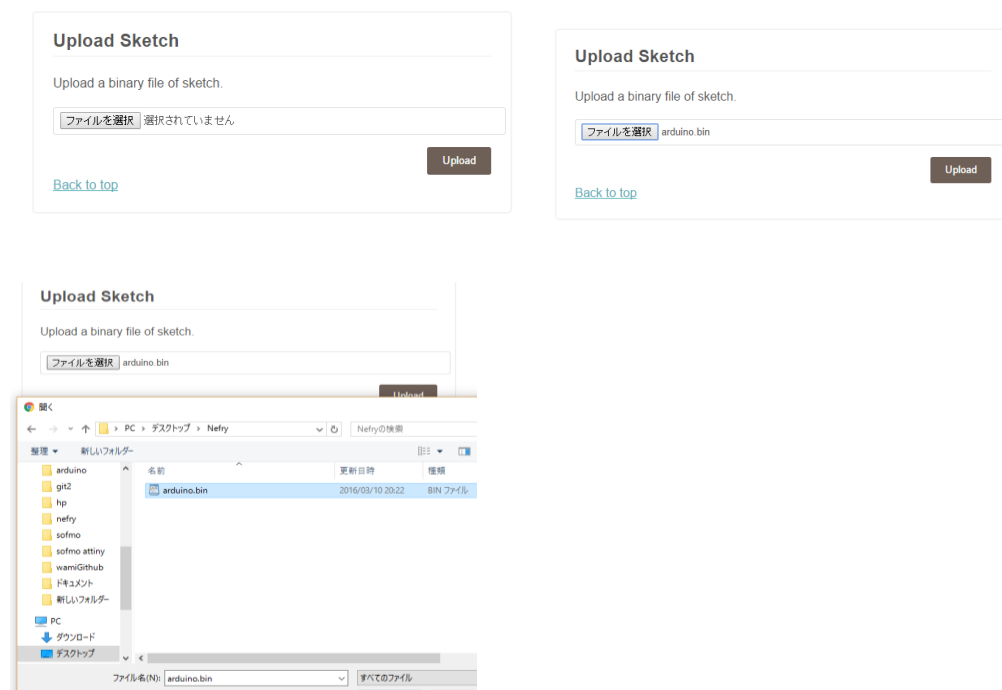 Upload Sketch
Upload a binary file of sketch.
ファイルを選択 選択されていません
Upload
Back to top
Upload Sketch
Upload a binary file of sketch.
ファイルを選択 arduino.bin
Upload
Back to top
Upload Sketch
Upload a binary file of sketch.
ファイルを選択 arduino.bin
Upload
開く
PC › デスクトップ › Nefry
Nefryの検索
整理 新しいフォルダー
名前 更新日時 種類
arduino.bin 2016/03/10 20:22 BIN ファイル
arduino
git2
hp
nefry
sofmo
sofmo attiny
wamiGithub
ドキュメント
新しいフォルダー
PC
ダウンロード
デスクトップ
ファイル名(N): arduino.bin すべてのファイル